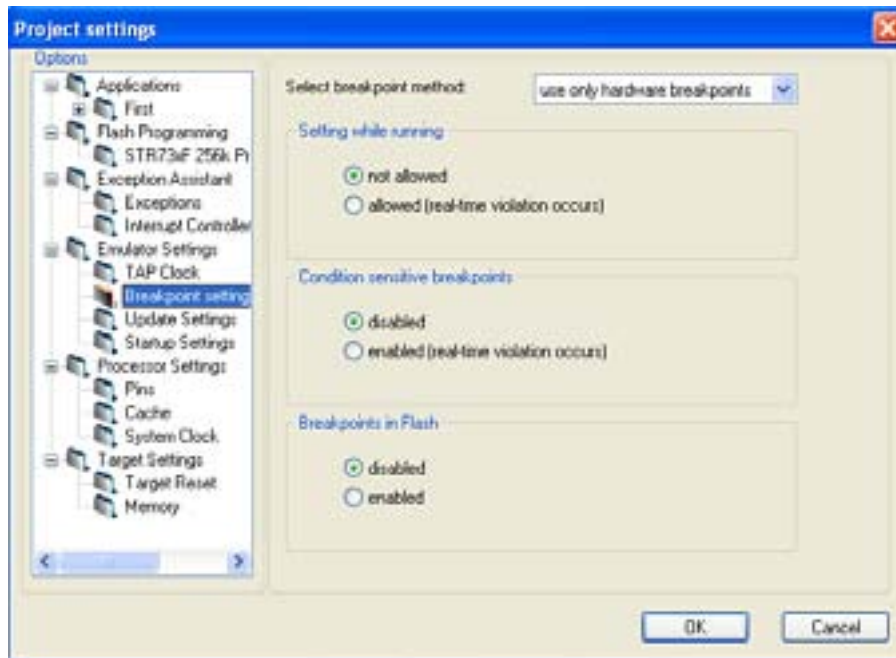 Project settings
Options
Applications
First
Flash Programming
STR73xF 256k
Exception Assistant
Exceptions
Interrupt Controller
Emulator Settings
TAP Clock
Breakpoint setting
Update Settings
Startup Settings
Processor Settings
Pins
Cache
System Clock
Target Settings
Target Reset
Memory
Select breakpoint method:
use only hardware breakpoints
Setting while running
not allowed
allowed (real-time violation occurs)
Condition sensitive breakpoints
disabled
enabled (real-time violation occurs)
Breakpoints in Flash
disabled
enabled
OK
Cancel